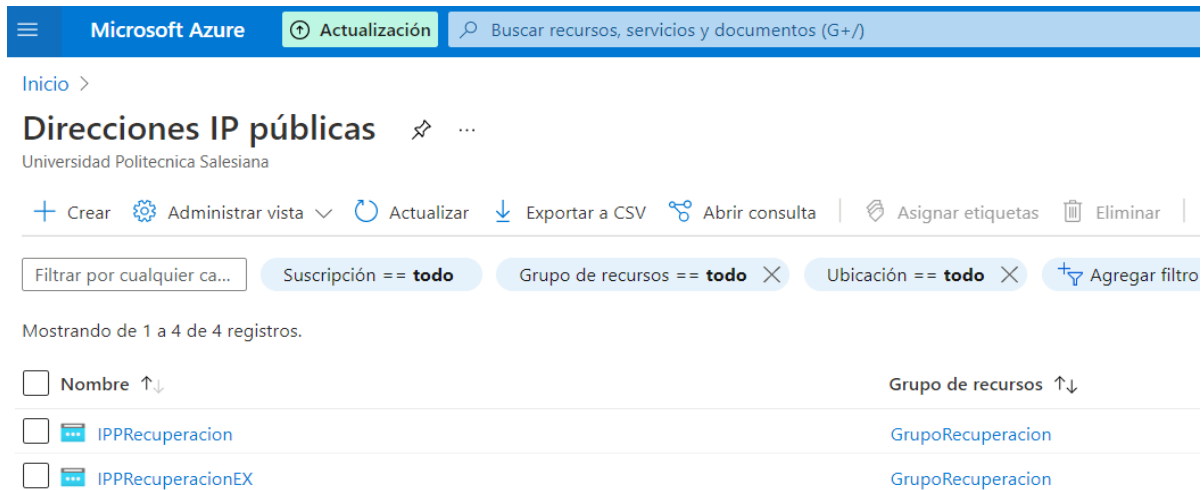 Microsoft Azure Actualización Buscar recursos, servicios y documentos (G+/)
Inicio >
Direcciones IP públicas ...
Universidad Politecnica Salesiana
Crear Administrar vista Actualizar Exportar a CSV Abrir consulta Asignar etiquetas Eliminar
Filtrar por cualquier ca... Suscripción == todo Grupo de recursos == todo Ubicación == todo Agregar filtro
Mostrando de 1 a 4 de 4 registros.
Nombre ↑↓ Grupo de recursos ↑↓
IPPRecuperacion GrupoRecuperacion
IPPRecuperacionEX GrupoRecuperacion